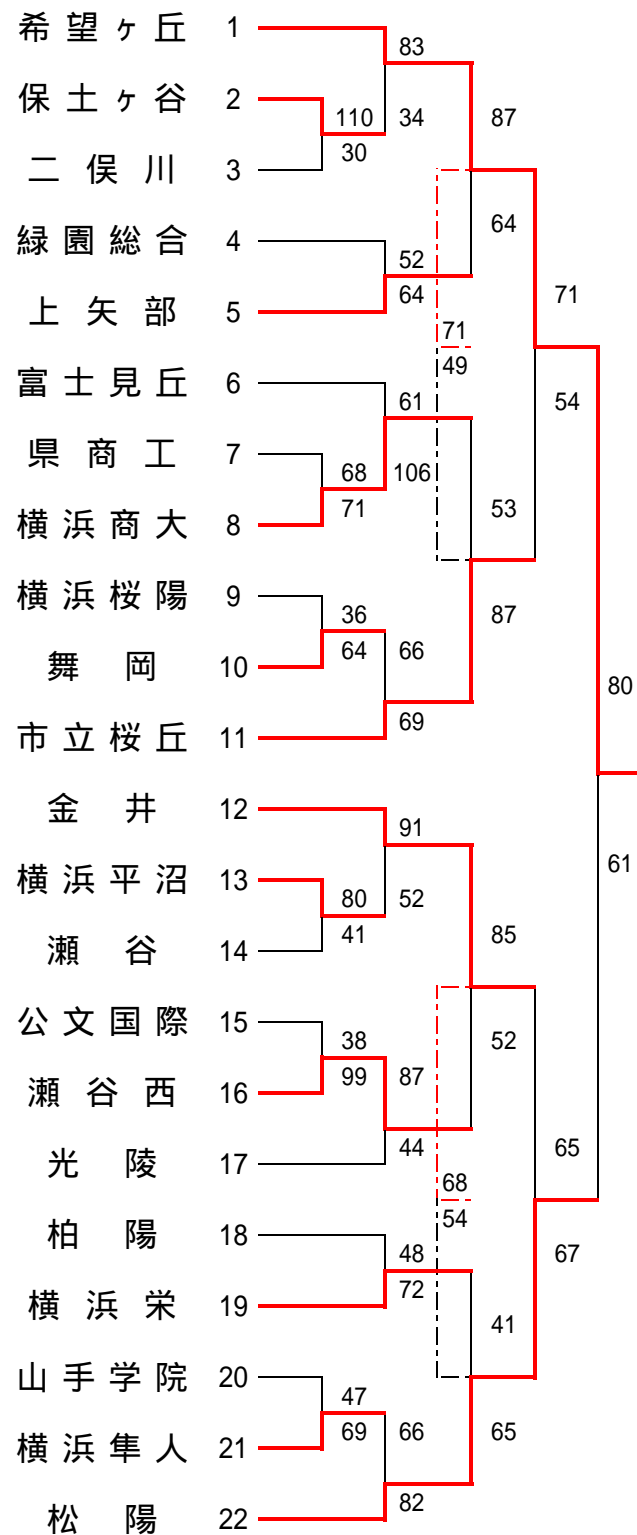 希望ヶ丘 1
83
保土ヶ谷 2
110 34 87
30
二俣川 3
64
緑園総合 4
52
64
上矢部 5
71
71
49
富士見丘 6
61 54
県商工 7
68 106
71
53
横浜商大 8
横浜桜陽 9
36 87
64 66
舞岡 10
80
69
市立桜丘 11
金井 12
91
61
横浜平沼 13
80 52
41
85
瀬谷 14
公文国際 15
38 52
99 87
瀬谷西 16
44 65
光陵 17
68
54
柏陽 18
48 67
72
横浜栄 19
41
山手学院 20
47
69 66 65
横浜隼人 21
82
松陽 22